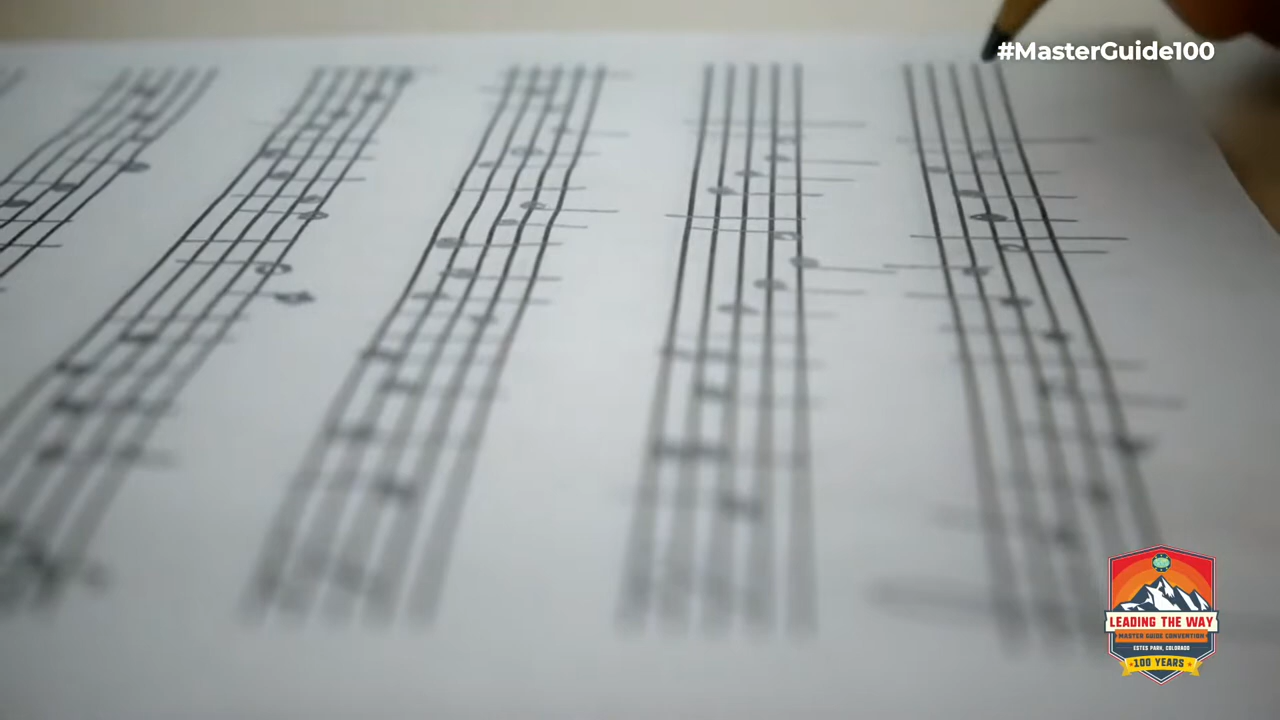 #MasterGuide100
LEADING THE WAY
MASTER GUIDE CONVENTION
ESTES PARK, COLORADO
100 YEARS